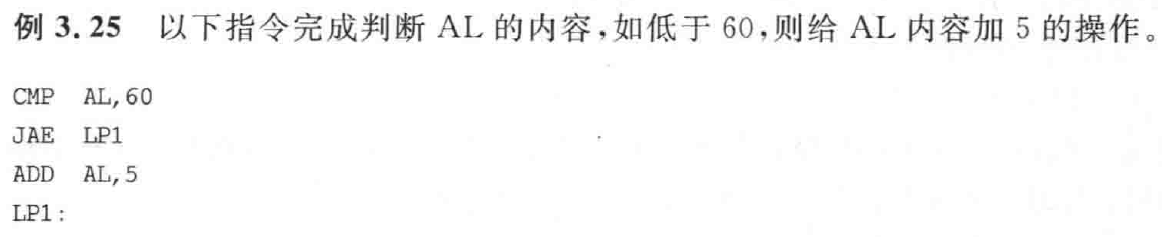 例 3.25 以下指令完成判断 AL 的内容,如低于 60,则给 AL 内容加 5 的操作。
CMP AL,60
JAE LP1
ADD AL,5
LP1: